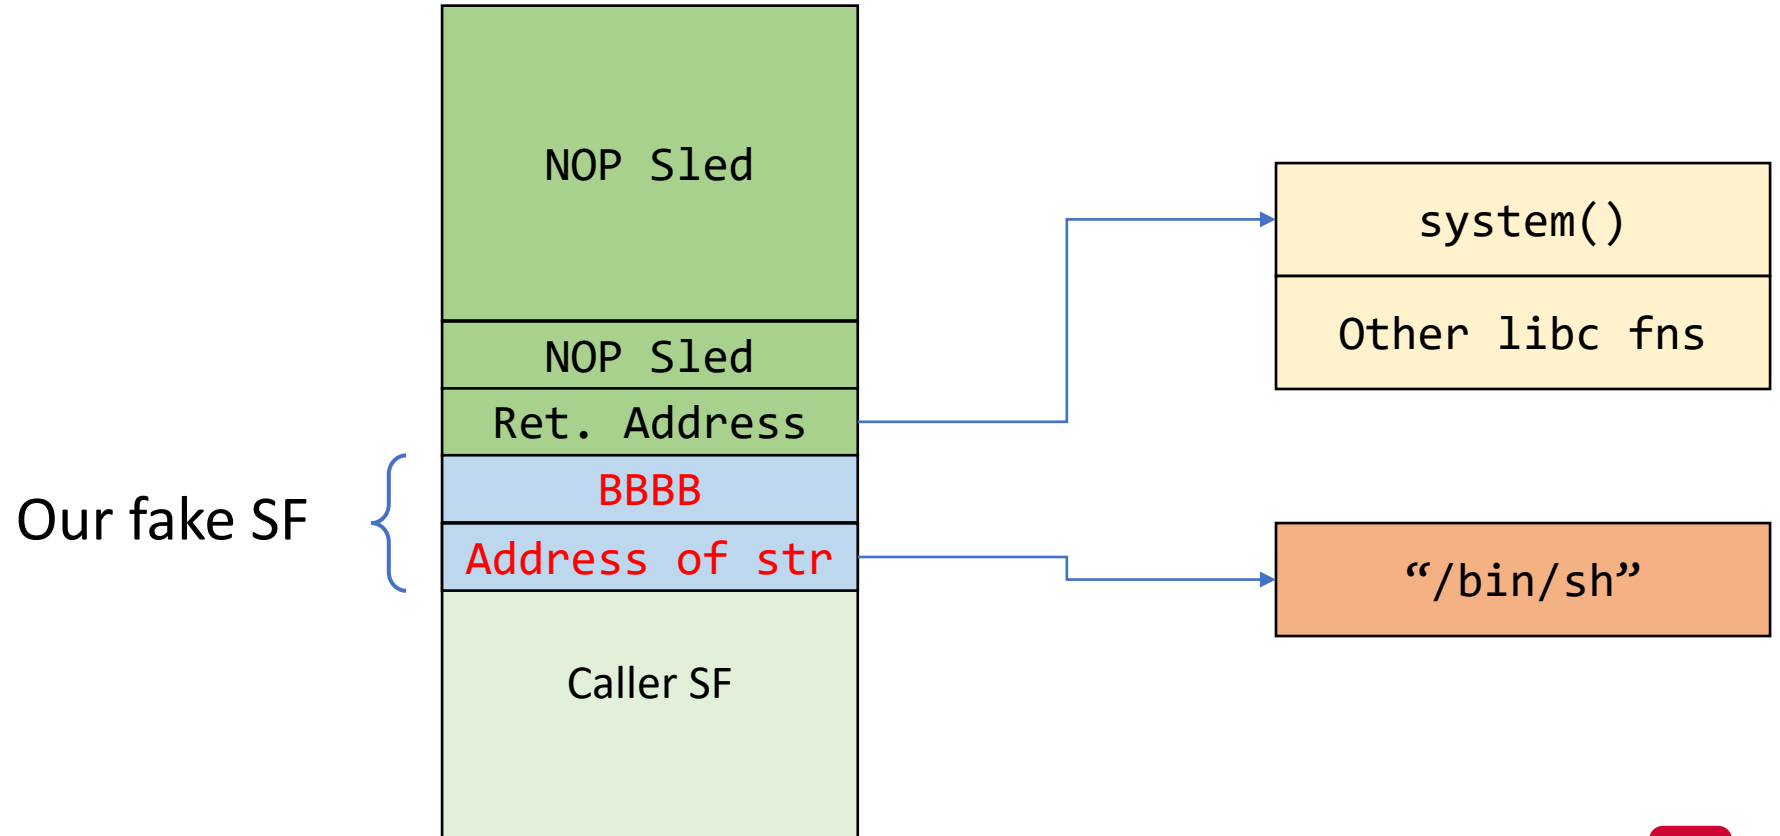 NOP Sled
NOP Sled
Ret. Address
BBBB
Address of str
Caller SF
Our fake SF
system()
Other libc fns
“/bin/sh”